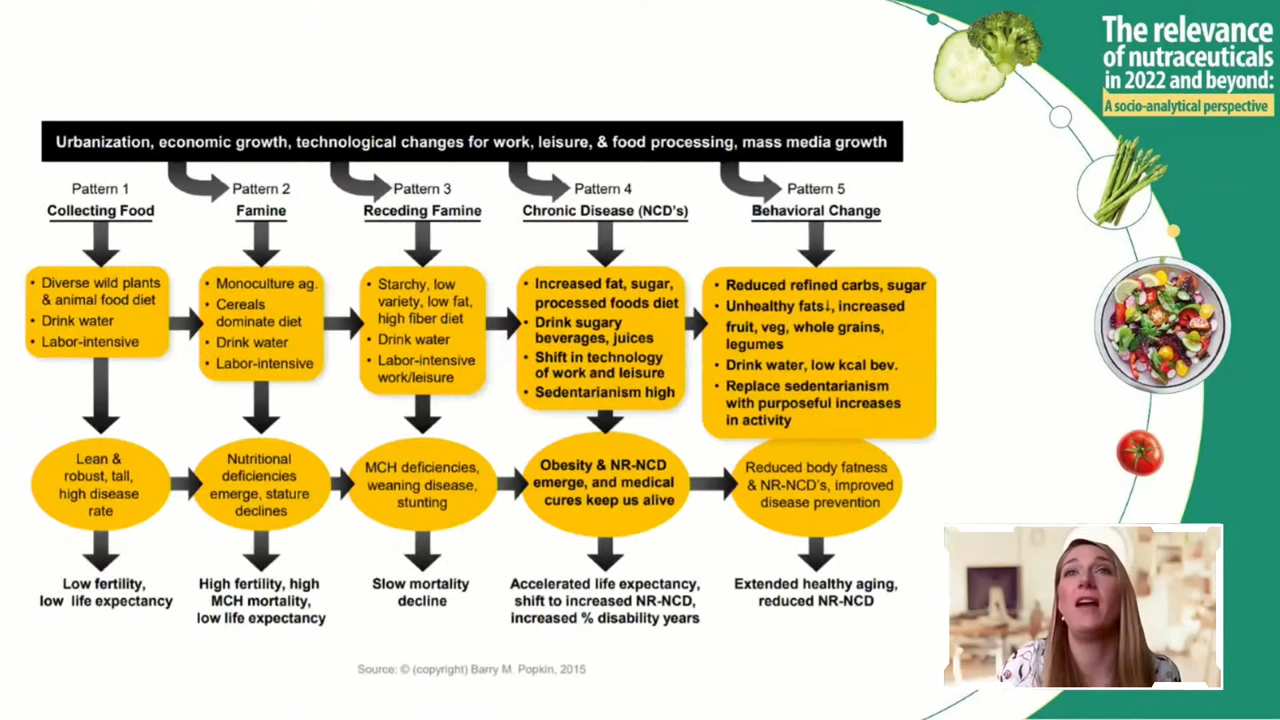 The relevance
of nutraceuticals
in 2022 and beyond:
A socio-analytical perspective
Urbanization, economic growth, technological changes for work, leisure, & food processing, mass media growth
Pattern 1
Collecting Food
Pattern 2
Famine
Pattern 3
Receding Famine
Pattern 4
Chronic Disease (NCD's)
Pattern 5
Behavioral Change
• Diverse wild plants
& animal food diet
• Drink water
• Labor-intensive
• Monoculture ag.
• Cereals
dominate diet
• Drink water
• Labor-intensive
• Starchy, low
variety, low fat,
high fiber diet
• Drink water
• Labor-intensive
work/leisure
• Increased fat, sugar,
processed foods diet
• Drink sugary
beverages, juices
• Shift in technology
of work and leisure
• Sedentarianism high
• Reduced refined carbs, sugar
• Unhealthy fats↓, increased
fruit, veg, whole grains,
legumes
• Drink water, low kcal bev.
• Replace sedentarianism
with purposeful increases
in activity
Lean &
robust, tall,
high disease
rate
Nutritional
deficiencies
emerge, stature
declines
MCH deficiencies,
weaning disease,
stunting
Obesity & NR-NCD
emerge, and medical
cures keep us alive
Reduced body fatness
& NR-NCD's, improved
disease prevention
Low fertility,
low life expectancy
High fertility, high
MCH mortality,
low life expectancy
Slow mortality
decline
Accelerated life expectancy,
shift to increased NR-NCD,
increased % disability years
Extended healthy aging,
reduced NR-NCD
Source: © (copyright) Barry M. Popkin, 2015